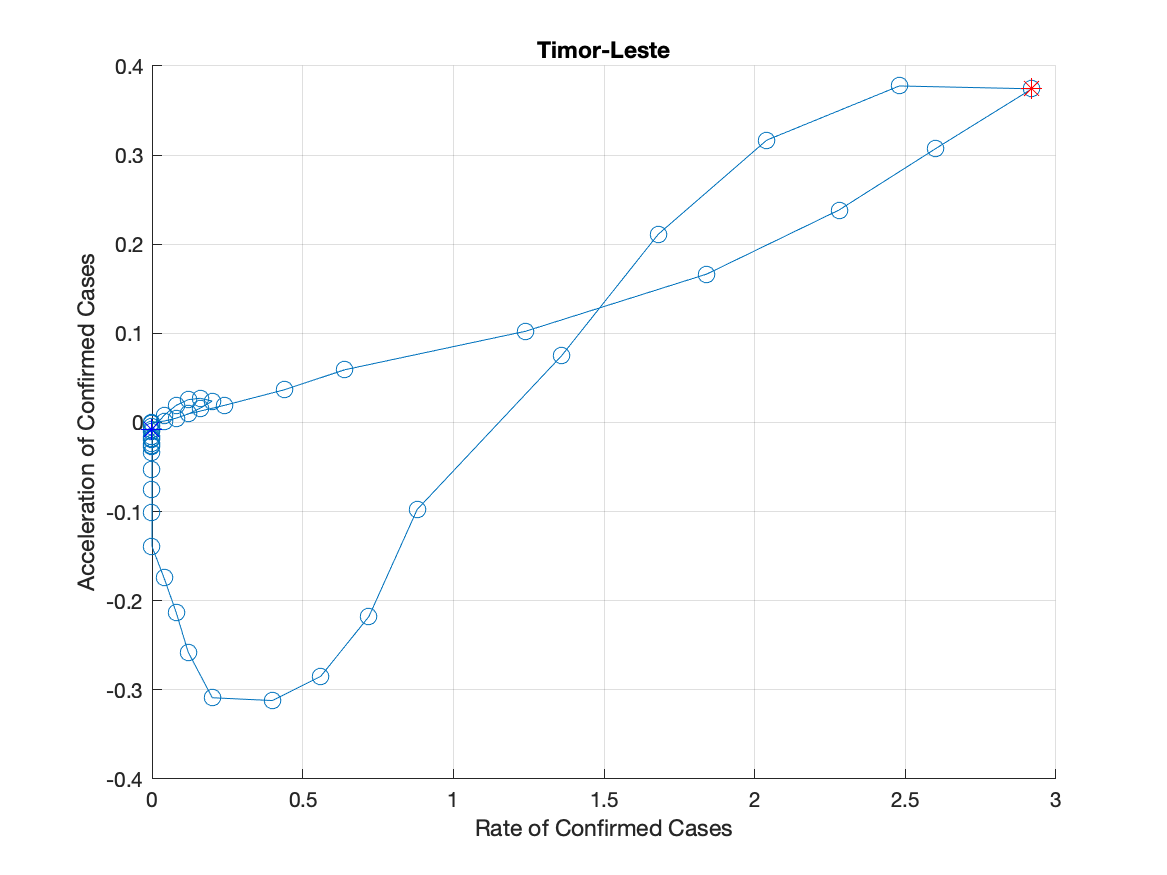 Timor-Leste
0.4
0.3
0.2
0.1
0
-0.1
-0.2
-0.3
-0.4
Acceleration of Confirmed Cases
0 0.5 1 1.5 2 2.5 3
Rate of Confirmed Cases